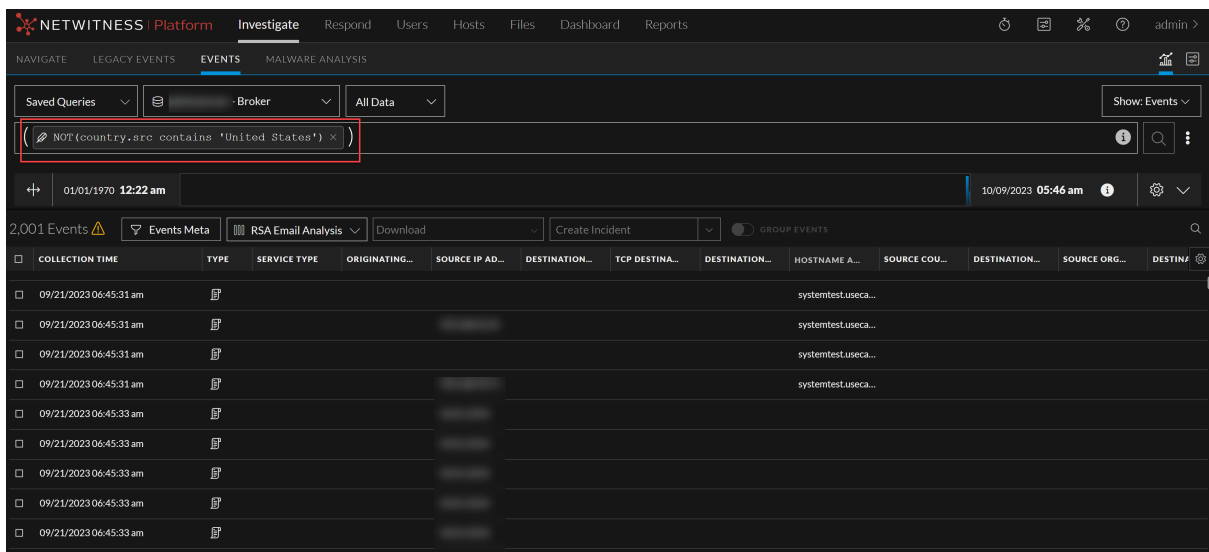 NETWITNESS | Platform Investigate Respond Users Hosts Files Dashboard Reports admin >
NAVIGATE LEGACY EVENTS EVENTS MALWARE ANALYSIS
Saved Queries - Broker All Data Show: Events
( NOT(country.src contains 'United States') × )
01/01/1970 12:22 am 10/09/2023 05:46 am
2,001 Events Events Meta RSA Email Analysis Download Create Incident GROUP EVENTS
COLLECTION TIME TYPE SERVICE TYPE ORIGINATING... SOURCE IP AD... DESTINATION... TCP DESTINA... DESTINATION... HOSTNAME A... SOURCE COU... DESTINATION... SOURCE ORG... DESTINA
09/21/2023 06:45:31 am systemtest.useca...
09/21/2023 06:45:31 am systemtest.useca...
09/21/2023 06:45:31 am systemtest.useca...
09/21/2023 06:45:31 am systemtest.useca...
09/21/2023 06:45:33 am
09/21/2023 06:45:33 am
09/21/2023 06:45:33 am
09/21/2023 06:45:33 am
09/21/2023 06:45:33 am